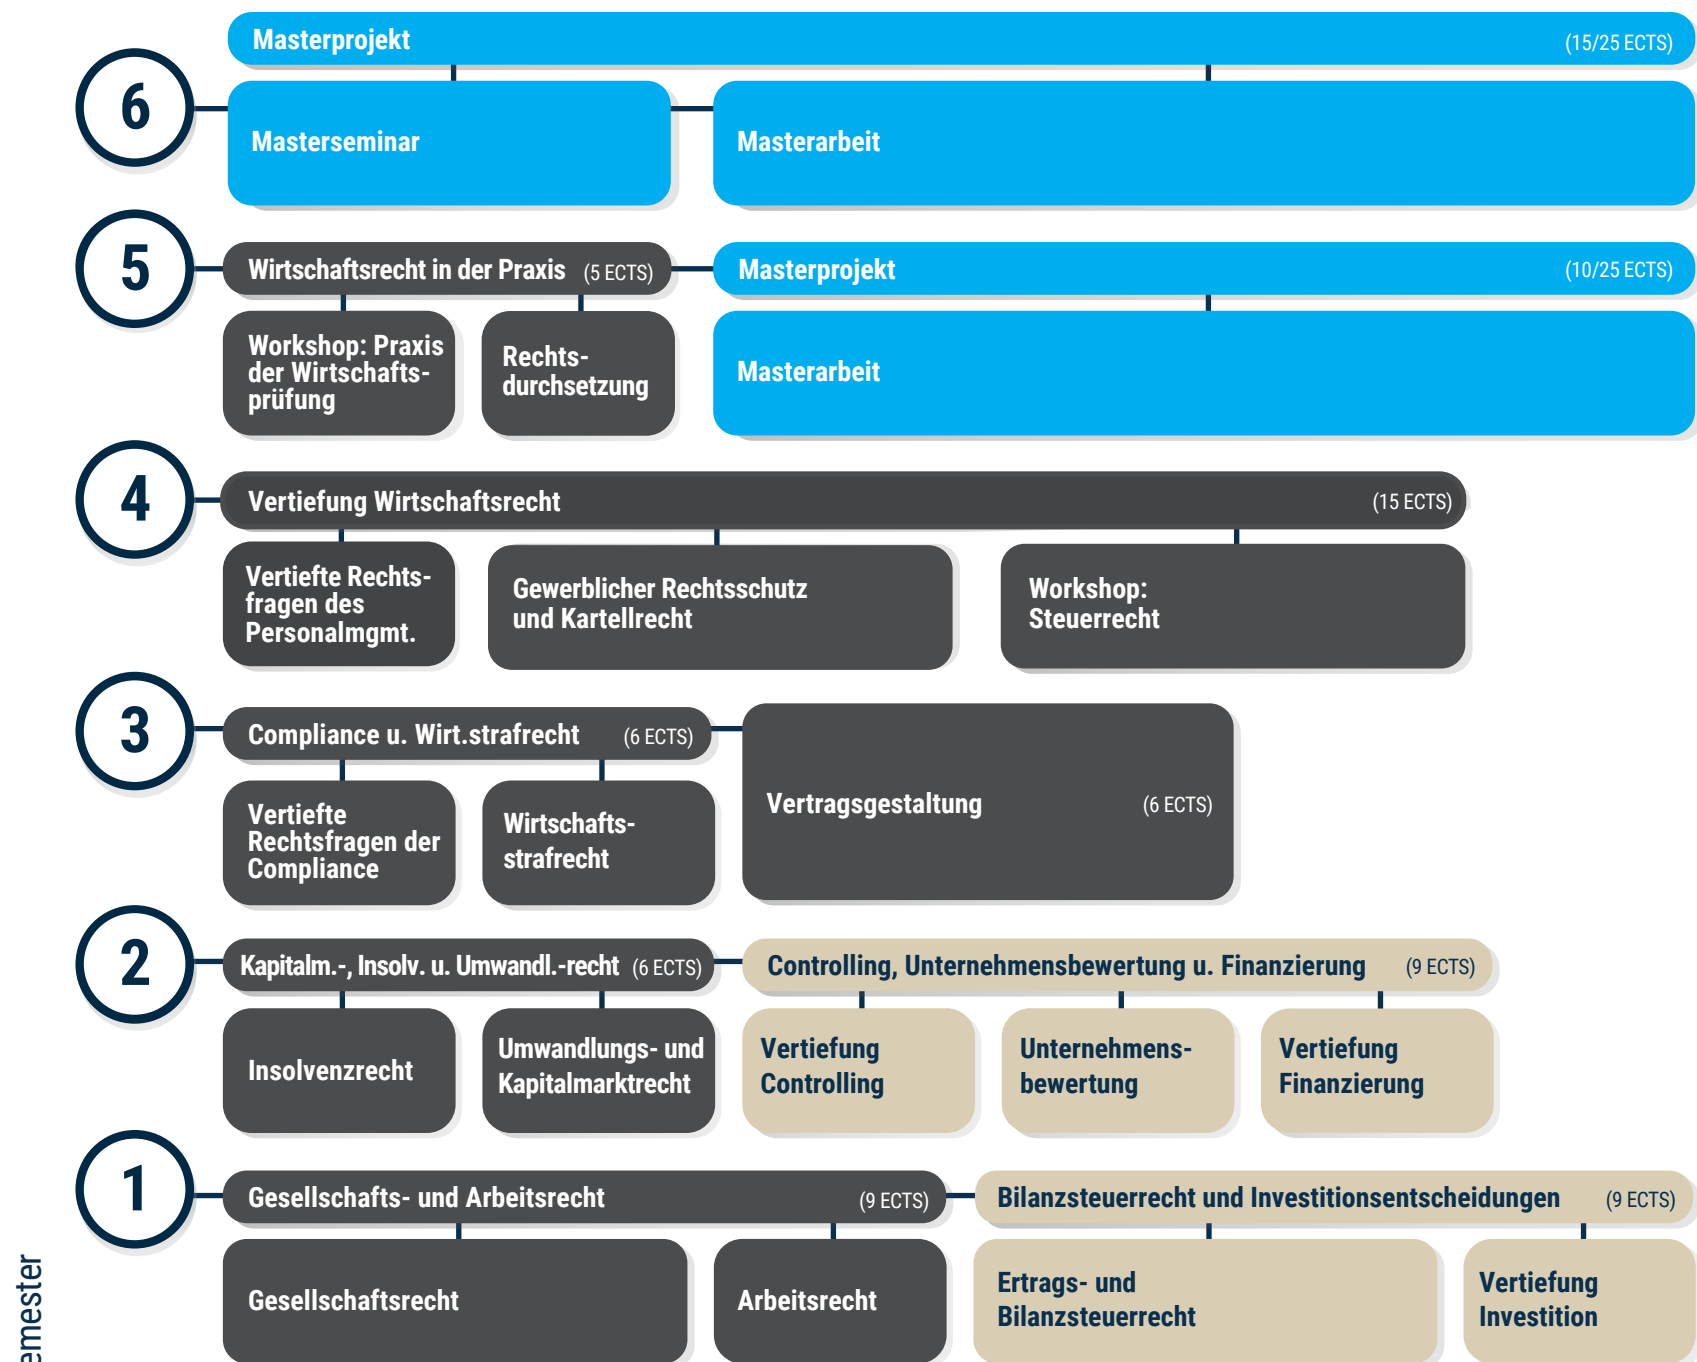 Masterprojekt (15/25 ECTS)
6
Masterseminar
Masterarbeit
5
Wirtschaftsrecht in der Praxis (5 ECTS)
Masterprojekt (10/25 ECTS)
Workshop: Praxis
der Wirtschafts-
prüfung
Rechts-
durchsetzung
Masterarbeit
4
Vertiefung Wirtschaftsrecht (15 ECTS)
Vertiefte Rechts-
fragen des
Personalmgmt.
Gewerblicher Rechtsschutz
und Kartellrecht
Workshop:
Steuerrecht
3
Compliance u. Wirt.strafrecht (6 ECTS)
Vertiefte
Rechtsfragen der
Compliance
Wirtschafts-
strafrecht
Vertragsgestaltung (6 ECTS)
2
Kapitalm.-, Insolv. u. Umwandl.-recht (6 ECTS)
Controlling, Unternehmensbewertung u. Finanzierung (9 ECTS)
Insolvenzrecht
Umwandlungs- und
Kapitalmarktrecht
Vertiefung
Controlling
Unternehmens-
bewertung
Vertiefung
Finanzierung
1
Gesellschafts- und Arbeitsrecht (9 ECTS)
Bilanzsteuerrecht und Investitionsentscheidungen (9 ECTS)
Gesellschaftsrecht
Arbeitsrecht
Ertrags- und
Bilanzsteuerrecht
Vertiefung
Investition
emester